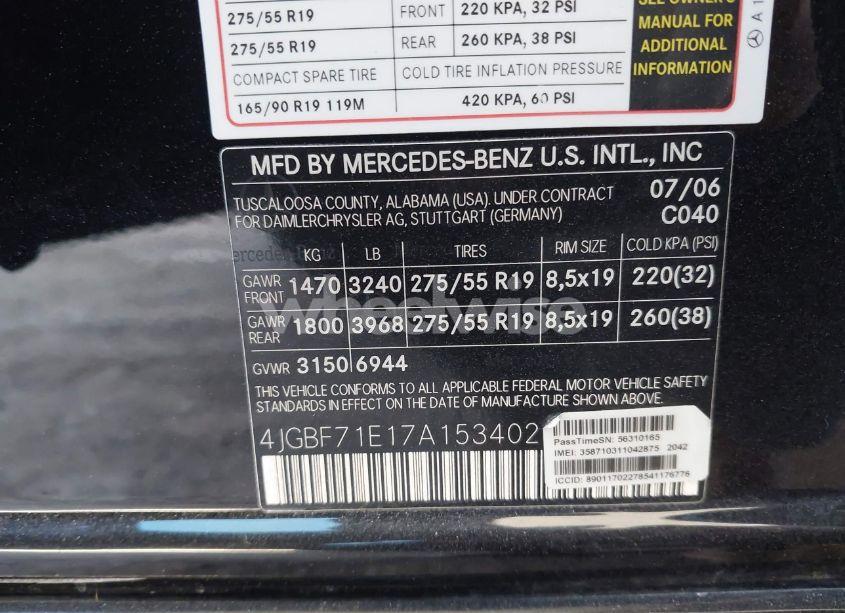 275/55 R19 FRONT 220 KPA, 32 PSI
275/55 R19 REAR 260 KPA, 38 PSI
COMPACT SPARE TIRE COLD TIRE INFLATION PRESSURE
165/90 R19 119M 420 KPA, 60 PSI
SEE OWNER'S
MANUAL FOR
ADDITIONAL
INFORMATION
A 1
MFD BY MERCEDES-BENZ U.S. INTL., INC
TUSCALOOSA COUNTY, ALABAMA (USA). UNDER CONTRACT
FOR DAIMLERCHRYSLER AG, STUTTGART (GERMANY)
07/06
C040
KG LB TIRES RIM SIZE COLD KPA (PSI)
GAWR FRONT 1470 3240 275/55 R19 8,5x19 220(32)
GAWR REAR 1800 3968 275/55 R19 8,5x19 260(38)
GVWR 3150 6944
wheelwise
THIS VEHICLE CONFORMS TO ALL APPLICABLE FEDERAL MOTOR VEHICLE SAFETY
STANDARDS IN EFFECT ON THE DATE OF MANUFACTURE SHOWN ABOVE.
4JGBF71E17A153402
PassTimeSN: 56310165
IMEI: 358710311042875 2042
ICCID: 89011702278541176776